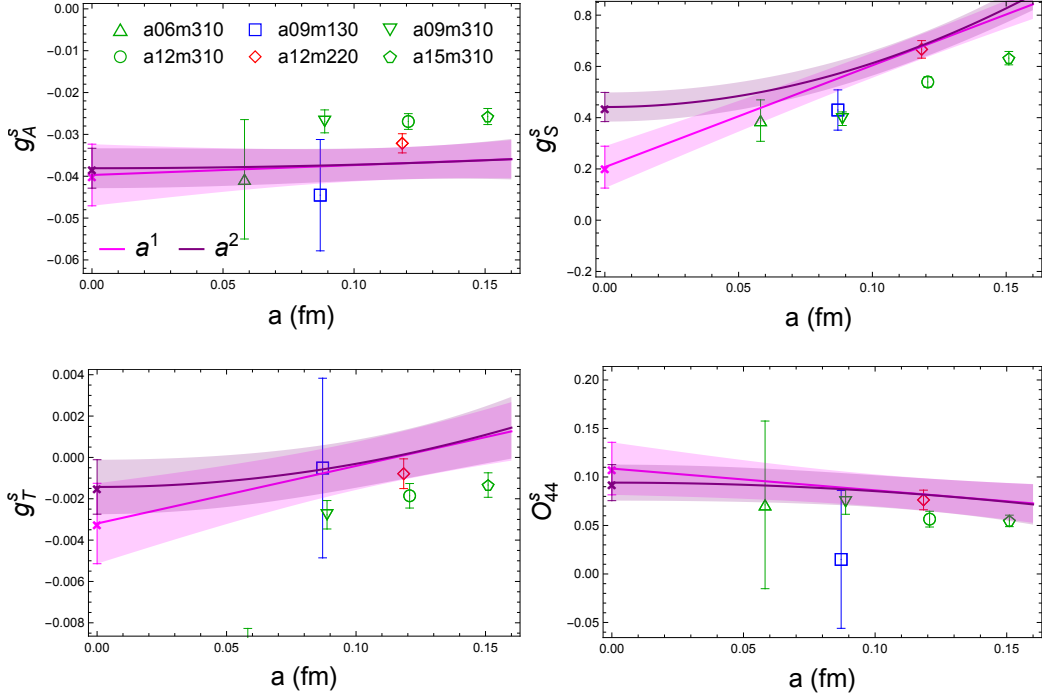 0.00
−0.01
−0.02
−0.03
−0.04
−0.05
−0.06
g_A^s
a06m310 a09m130 a09m310
a12m310 a12m220 a15m310
a^1 a^2
0.00 0.05 0.10 0.15
a (fm)
0.8
0.6
0.4
0.2
0.0
−0.2
g_S^s
0.00 0.05 0.10 0.15
a (fm)
0.004
0.002
0.000
−0.002
−0.004
−0.006
−0.008
g_T^s
0.00 0.05 0.10 0.15
a (fm)
0.20
0.15
0.10
0.05
0.00
−0.05
O_44^s
0.00 0.05 0.10 0.15
a (fm)